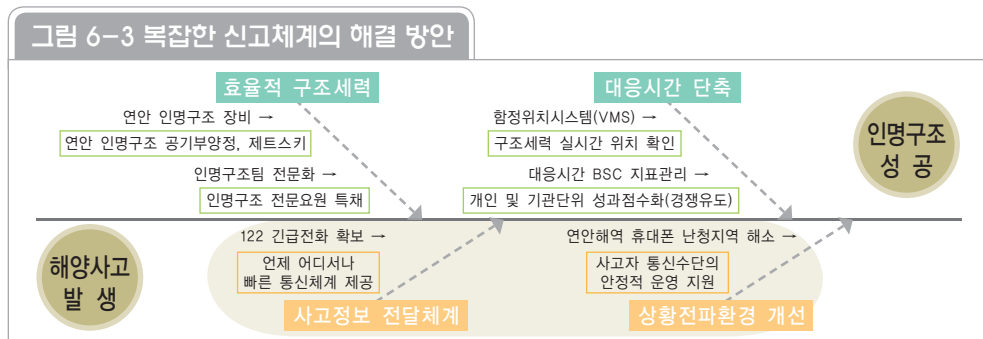 그림 6-3 복잡한 신고체계의 해결 방안
효율적 구조세력
연안 인명구조 장비 →
연안 인명구조 공기부양정, 제트스키
인명구조팀 전문화 →
인명구조 전문요원 특채
대응시간 단축
함정위치시스템(VMS) →
구조세력 실시간 위치 확인
대응시간 BSC 지표관리 →
개인 및 기관단위 성과점수화(경쟁유도)
인명구조
성 공
해양사고
발 생
122 긴급전화 확보 →
언제 어디서나
빠른 통신체계 제공
사고정보 전달체계
연안해역 휴대폰 난청지역 해소 →
사고자 통신수단의
안정적 운영 지원
상황전파환경 개선